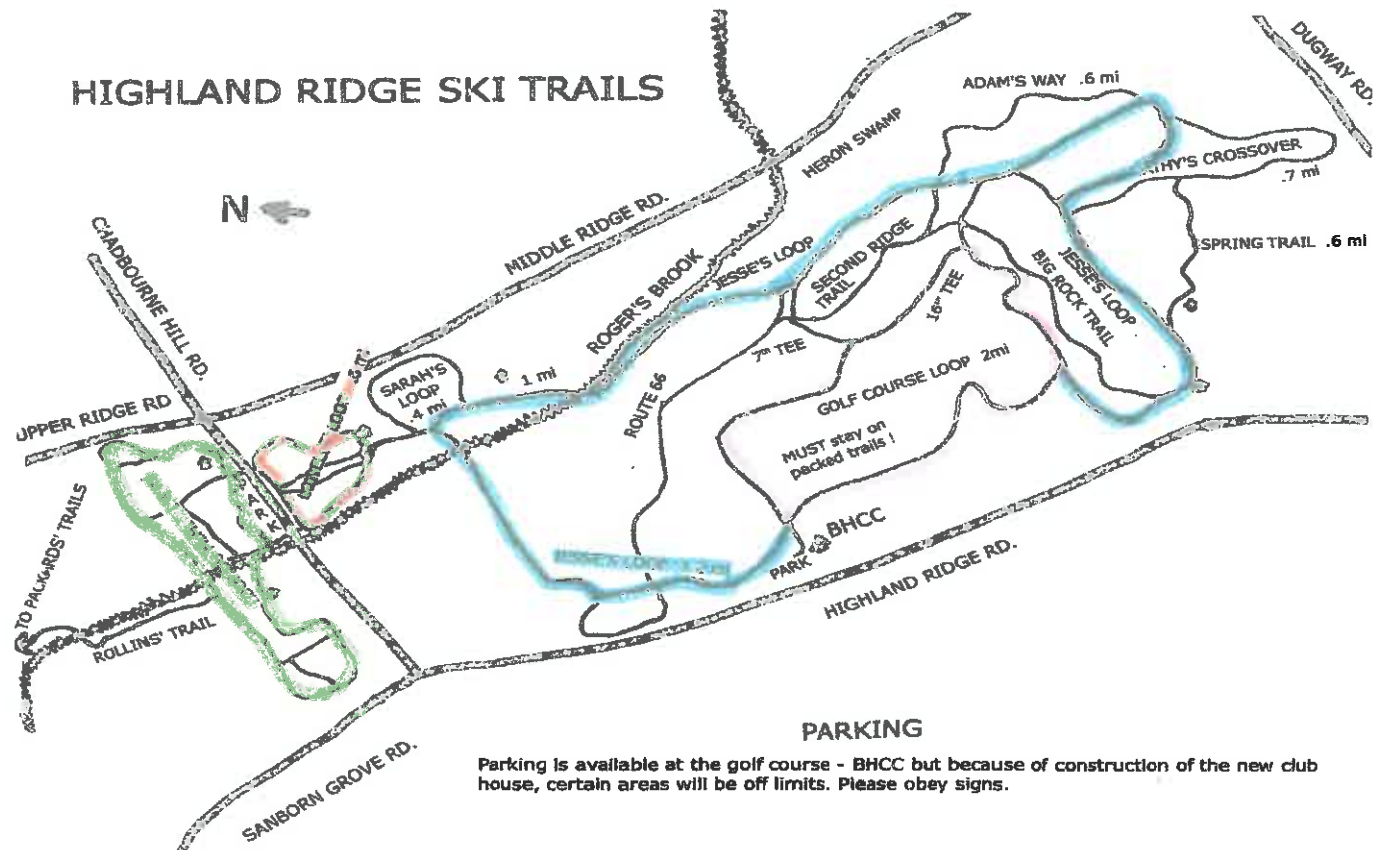 HIGHLAND RIDGE SKI TRAILS
N
ADAM'S WAY .6 mi
DUGWAY RD.
HERON SWAMP
CROSSOVER
.7 mi
MIDDLE RIDGE RD.
CHADBOURNE HILL RD.
SPRING TRAIL .6 mi
JESSE'S LOOP
SECOND RIDGE
TRAIL
JESSE'S LOOP
BIG ROCK TRAIL
ROGER'S BROOK
16TH TEE
7TH TEE
SARAH'S
LOOP
.4 mi
1 mi
UPPER RIDGE RD
LOOP
ROUTE 66
GOLF COURSE LOOP 2mi
MUST stay on
packed trails !
TO PACKARDS' TRAILS
BHCC
PARK
JESSE'S LOOP
HIGHLAND RIDGE RD.
ROLLINS' TRAIL
SANBORN GROVE RD.
PARKING
Parking is available at the golf course - BHCC but because of construction of the new club
house, certain areas will be off limits. Please obey signs.